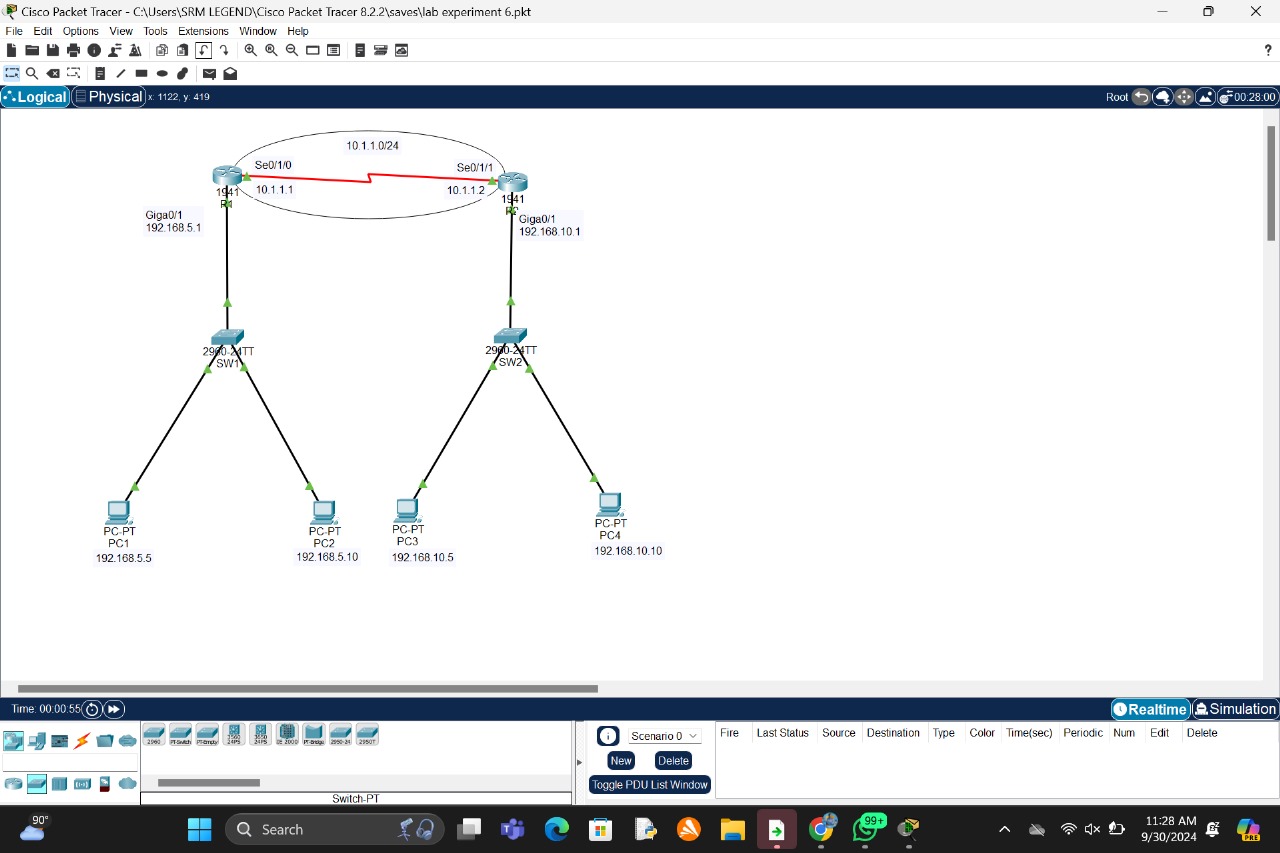 Cisco Packet Tracer - C:\Users\SRM LEGEND\Cisco Packet Tracer 8.2.2\saves\lab experiment 6.pkt
File Edit Options View Tools Extensions Window Help
?
Logical Physical x: 1122, y: 419 Root 00:28:00
10.1.1.0/24
Se0/1/0 Se0/1/1
10.1.1.1 10.1.1.2
1941 1941
R1
Giga0/1 Giga0/1
192.168.5.1 192.168.10.1
2960-24TT 2960-24TT
SW1 SW2
PC-PT PC-PT PC-PT PC-PT
PC1 PC2 PC3 PC4
192.168.5.5 192.168.5.10 192.168.10.5 192.168.10.10
Time: 00:00:55 Realtime Simulation
2960 PT-Switch PT-Empty 3560 24PS 3650 24PS IE 2000 PT-Bridge 2950-24 2950T
Switch-PT
Scenario 0
New Delete
Toggle PDU List Window
Fire Last Status Source Destination Type Color Time(sec) Periodic Num Edit Delete
90°
Search
99+
PRE
11:28 AM
9/30/2024